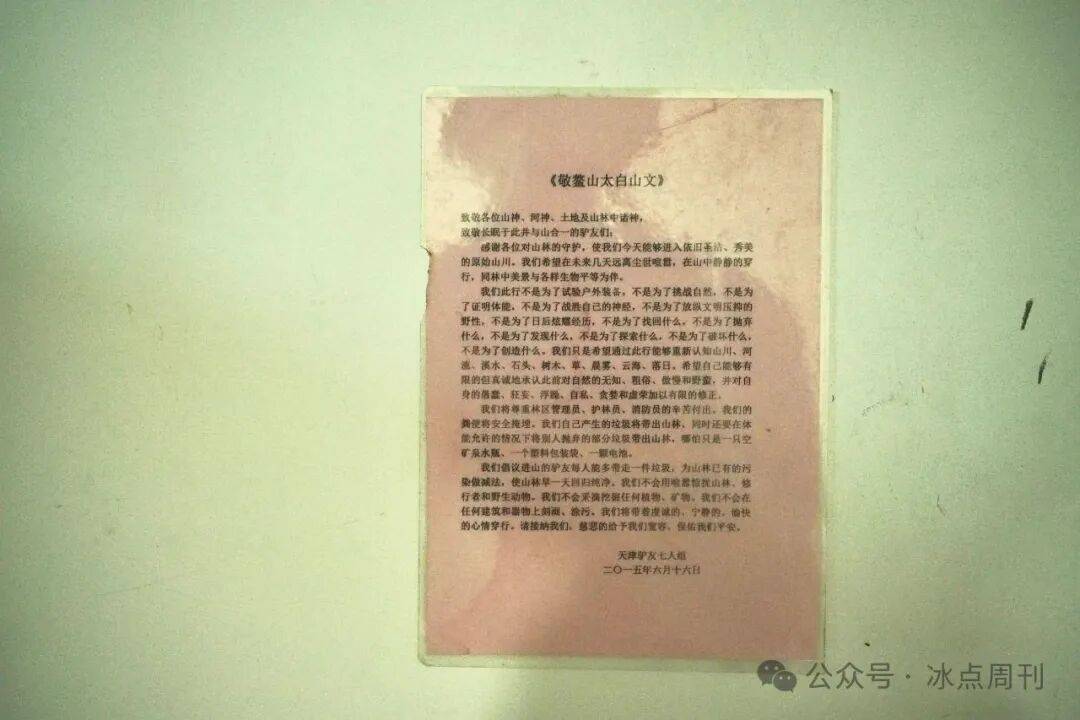 《敬鳌山太白山文》
致敬各位山神、河神、土地及山林中诸神，
致敬长眠于此并与山合一的驴友们：
感谢各位对山林的守护，使我们今天能够进入依旧圣洁、秀美
的原始山川。我们希望在未来几天远离尘世喧嚣，在山中静静的穿
行，同林中美景与各样生物平等为伴。
我们此行不是为了试验户外装备，不是为了挑战自然，不是为
了证明体能，不是为了战胜自己的神经，不是为了放纵文明压抑的
野性，不是为了日后炫耀经历，不是为了找回什么，不是为了抛弃
什么，不是为了发现什么，不是为了探索什么，不是为了破坏什么，
不是为了创造什么。我们只是希望通过此行能够重新认知山川、河
流、溪水、石头、树木、草、晨雾、云海、落日。希望自己能够有
限的但真诚地承认此前对自然的无知、粗俗、傲慢和野蛮，并对自
身的愚蠢、狂妄、浮躁、自私、贪婪和虚荣加以有限的修正。
我们将尊重林区管理员、护林员、消防员的辛苦付出。我们的
粪便将安全掩埋。我们自己产生的垃圾将带出山林，同时还要在体
能允许的情况下将别人抛弃的部分垃圾带出山林，哪怕只是一只空
矿泉水瓶、一个塑料包装袋、一颗电池。
我们倡议进山的驴友每人能多带走一件垃圾，为山林已有的污
染做减法，使山林早一天回归纯净。我们不会用喧嚣惊扰山林、修
行者和野生动物。我们不会采摘挖掘任何植物、矿物。我们不会在
任何建筑和器物上刻画、涂污。我们将带着虔诚的、宁静的、愉快
的心情穿行。请接纳我们，慈悲的给予我们宽容，保佑我们平安。
天津驴友七人组
二〇一五年六月十六日
公众号·冰点周刊